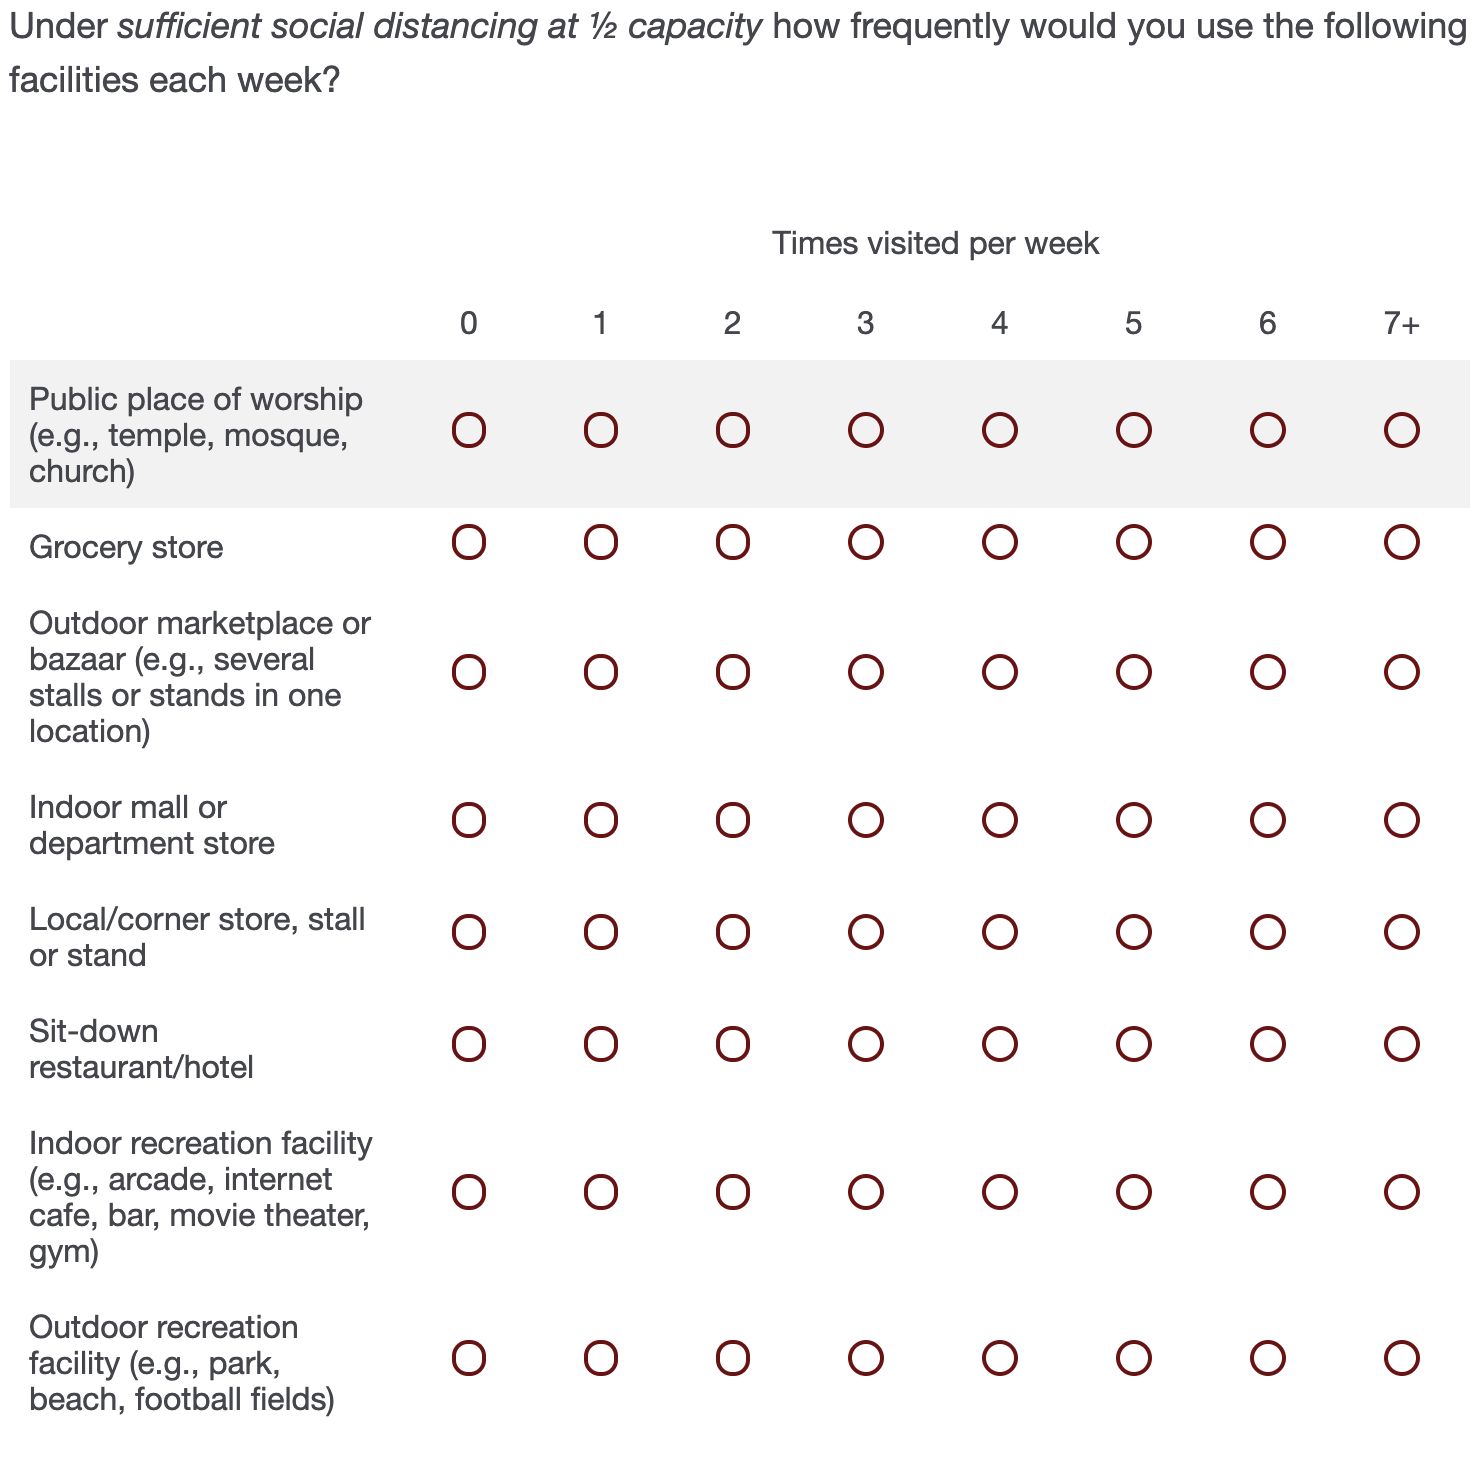 Under sufficient social distancing at ½ capacity how frequently would you use the following
facilities each week?
Times visited per week
0 1 2 3 4 5 6 7+
Public place of worship
(e.g., temple, mosque,
church)
Grocery store
Outdoor marketplace or
bazaar (e.g., several
stalls or stands in one
location)
Indoor mall or
department store
Local/corner store, stall
or stand
Sit-down
restaurant/hotel
Indoor recreation facility
(e.g., arcade, internet
cafe, bar, movie theater,
gym)
Outdoor recreation
facility (e.g., park,
beach, football fields)